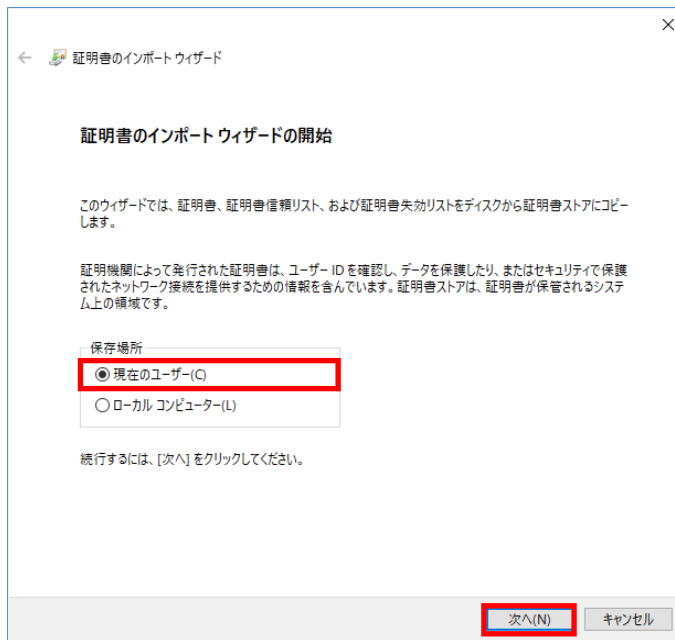 証明書のインポート ウィザード
証明書のインポート ウィザードの開始
このウィザードでは、証明書、証明書信頼リスト、および証明書失効リストをディスクから証明書ストアにコピー
します。
証明機関によって発行された証明書は、ユーザー ID を確認し、データを保護したり、またはセキュリティで保護
されたネットワーク接続を提供するための情報を含んでいます。証明書ストアは、証明書が保管されるシステ
ム上の領域です。
保存場所
現在のユーザー(C)
ローカル コンピューター(L)
続行するには、[次へ] をクリックしてください。
次へ(N)
キャンセル